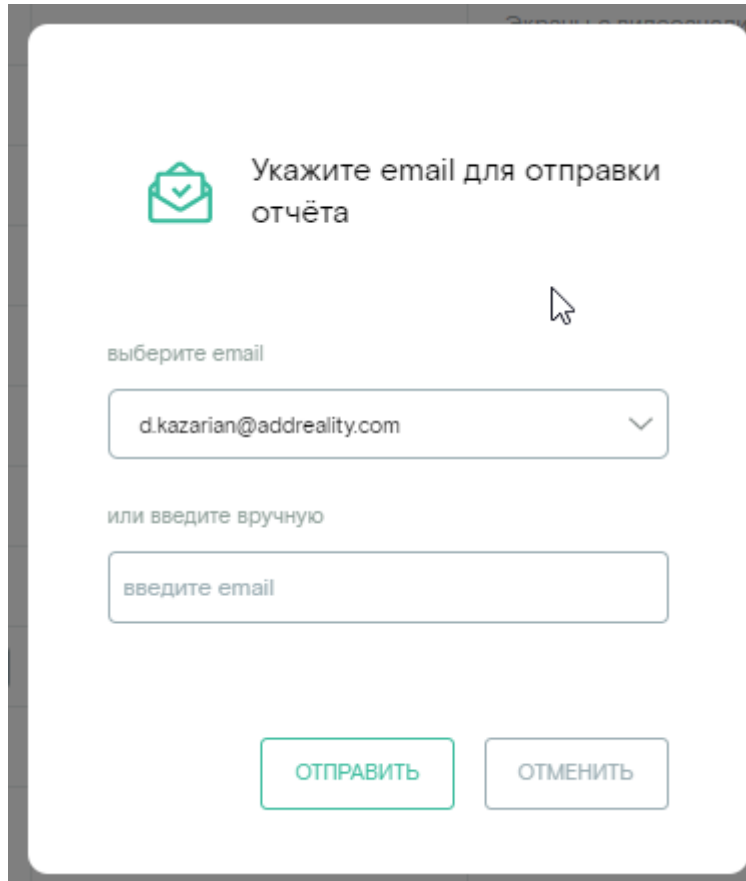 Укажите email для отправки
отчёта
выберите email
d.kazarian@addreality.com
или введите вручную
введите email
ОТПРАВИТЬ
ОТМЕНИТЬ